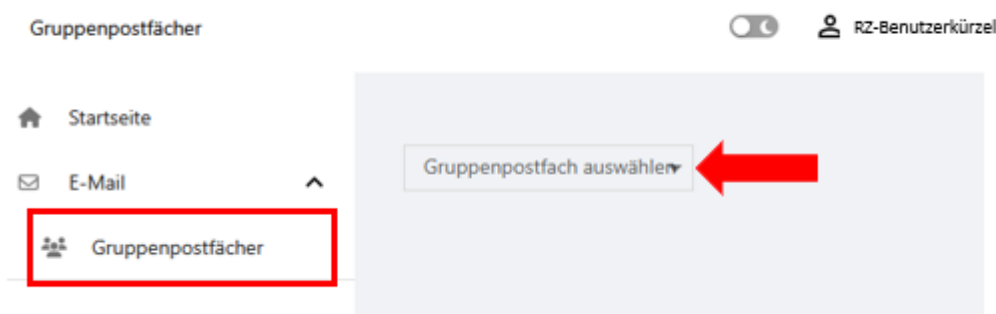 Gruppenpostfächer
RZ-Benutzerkürzel
Startseite
E-Mail
Gruppenpostfächer
Gruppenpostfach auswählen